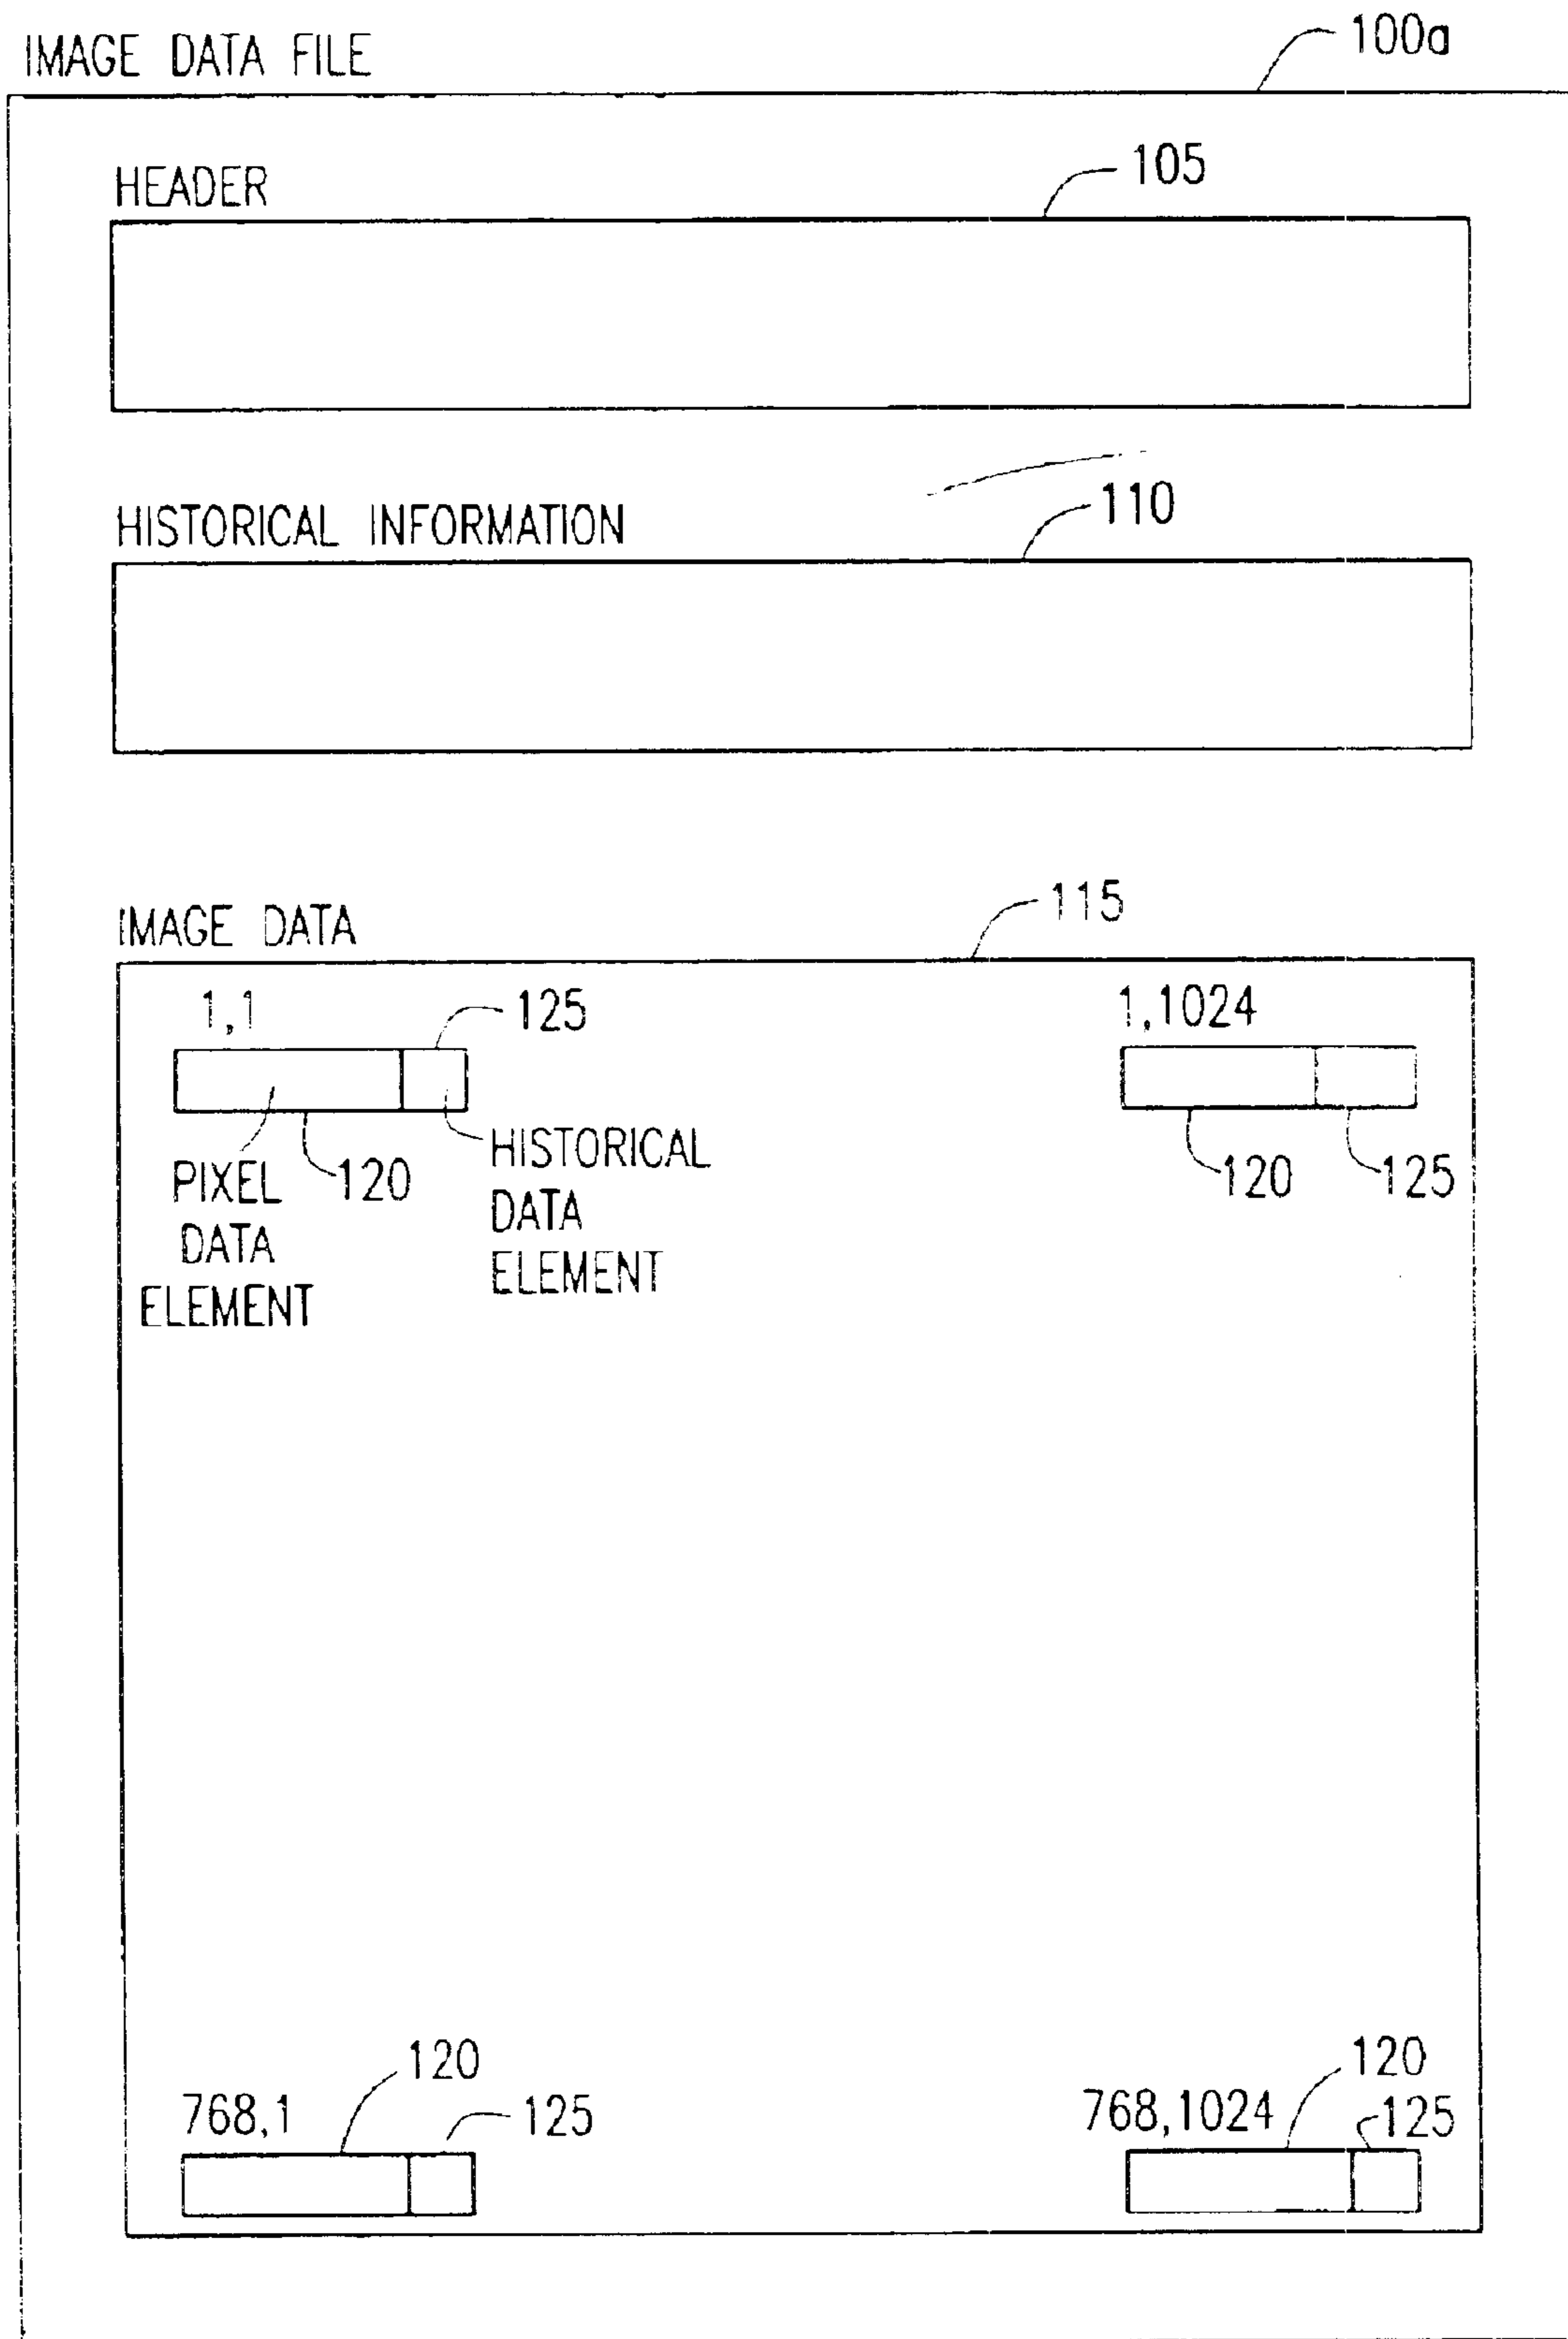 100a
IMAGE DATA FILE
HEADER
105
HISTORICAL INFORMATION
110
IMAGE DATA
115
1,1
125
1,1024
PIXEL
DATA
ELEMENT
120
HISTORICAL
DATA
ELEMENT
120
125
768,1
120
125
768,1024
120
125